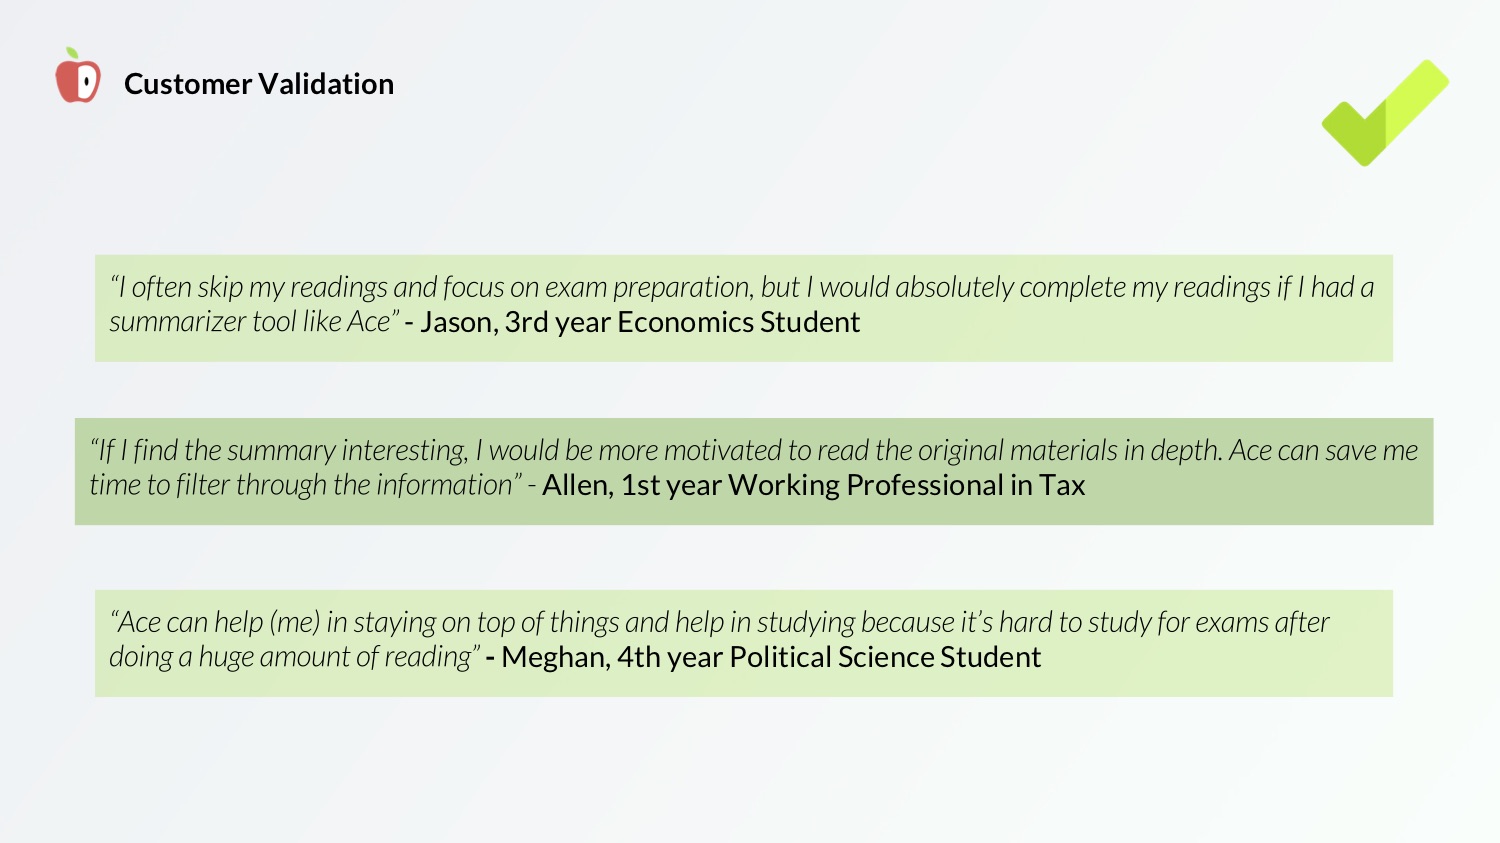 Customer Validation
“I often skip my readings and focus on exam preparation, but I would absolutely complete my readings if I had a
summarizer tool like Ace” - Jason, 3rd year Economics Student
“If I find the summary interesting, I would be more motivated to read the original materials in depth. Ace can save me
time to filter through the information” - Allen, 1st year Working Professional in Tax
“Ace can help (me) in staying on top of things and help in studying because it’s hard to study for exams after
doing a huge amount of reading” - Meghan, 4th year Political Science Student